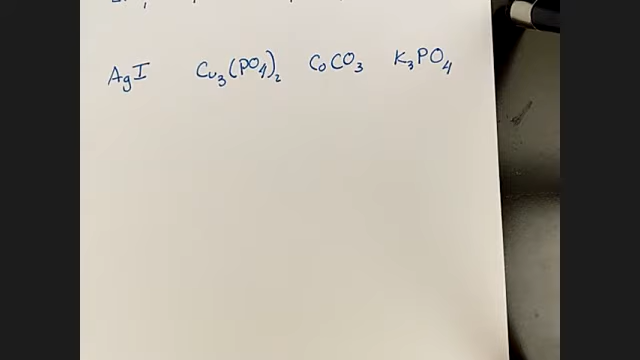 AgI Cu₃(PO₄)₂ CoCO₃ K₃PO₄